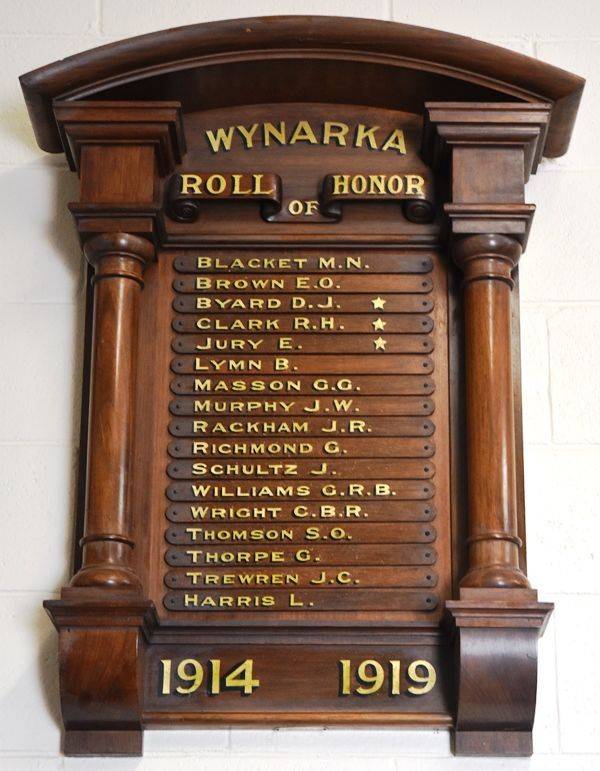 WYNARKA
ROLL OF HONOR
BLACKET M.N.
BROWN E.O.
BYARD D.J. ★
CLARK R.H. ★
JURY E. ★
LYMN B.
MASSON G.G.
MURPHY J.W.
RACKHAM J.R.
RICHMOND G.
SCHULTZ J.
WILLIAMS G.R.B.
WRIGHT C.B.R.
THOMSON S.O.
THORPE G.
TREWREN J.C.
HARRIS L.
1914 1919